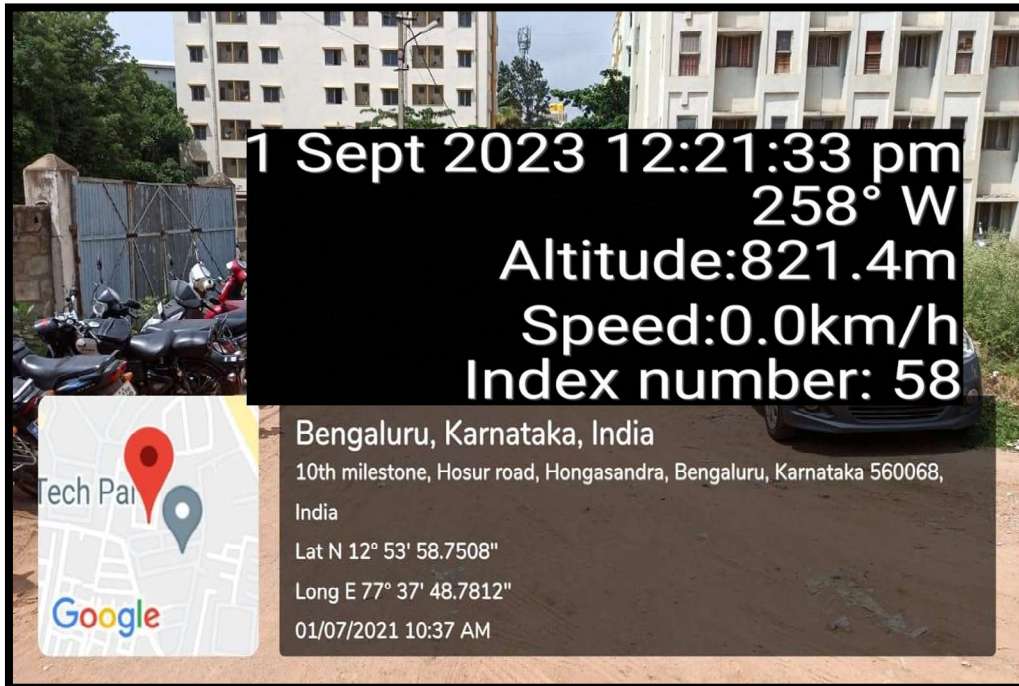 1 Sept 2023 12:21:33 pm
258° W
Altitude:821.4m
Speed:0.0km/h
Index number: 58
Bengaluru, Karnataka, India
10th milestone, Hosur road, Hongasandra, Bengaluru, Karnataka 560068,
India
Lat N 12° 53' 58.7508"
Long E 77° 37' 48.7812"
01/07/2021 10:37 AM
Tech Par
Google